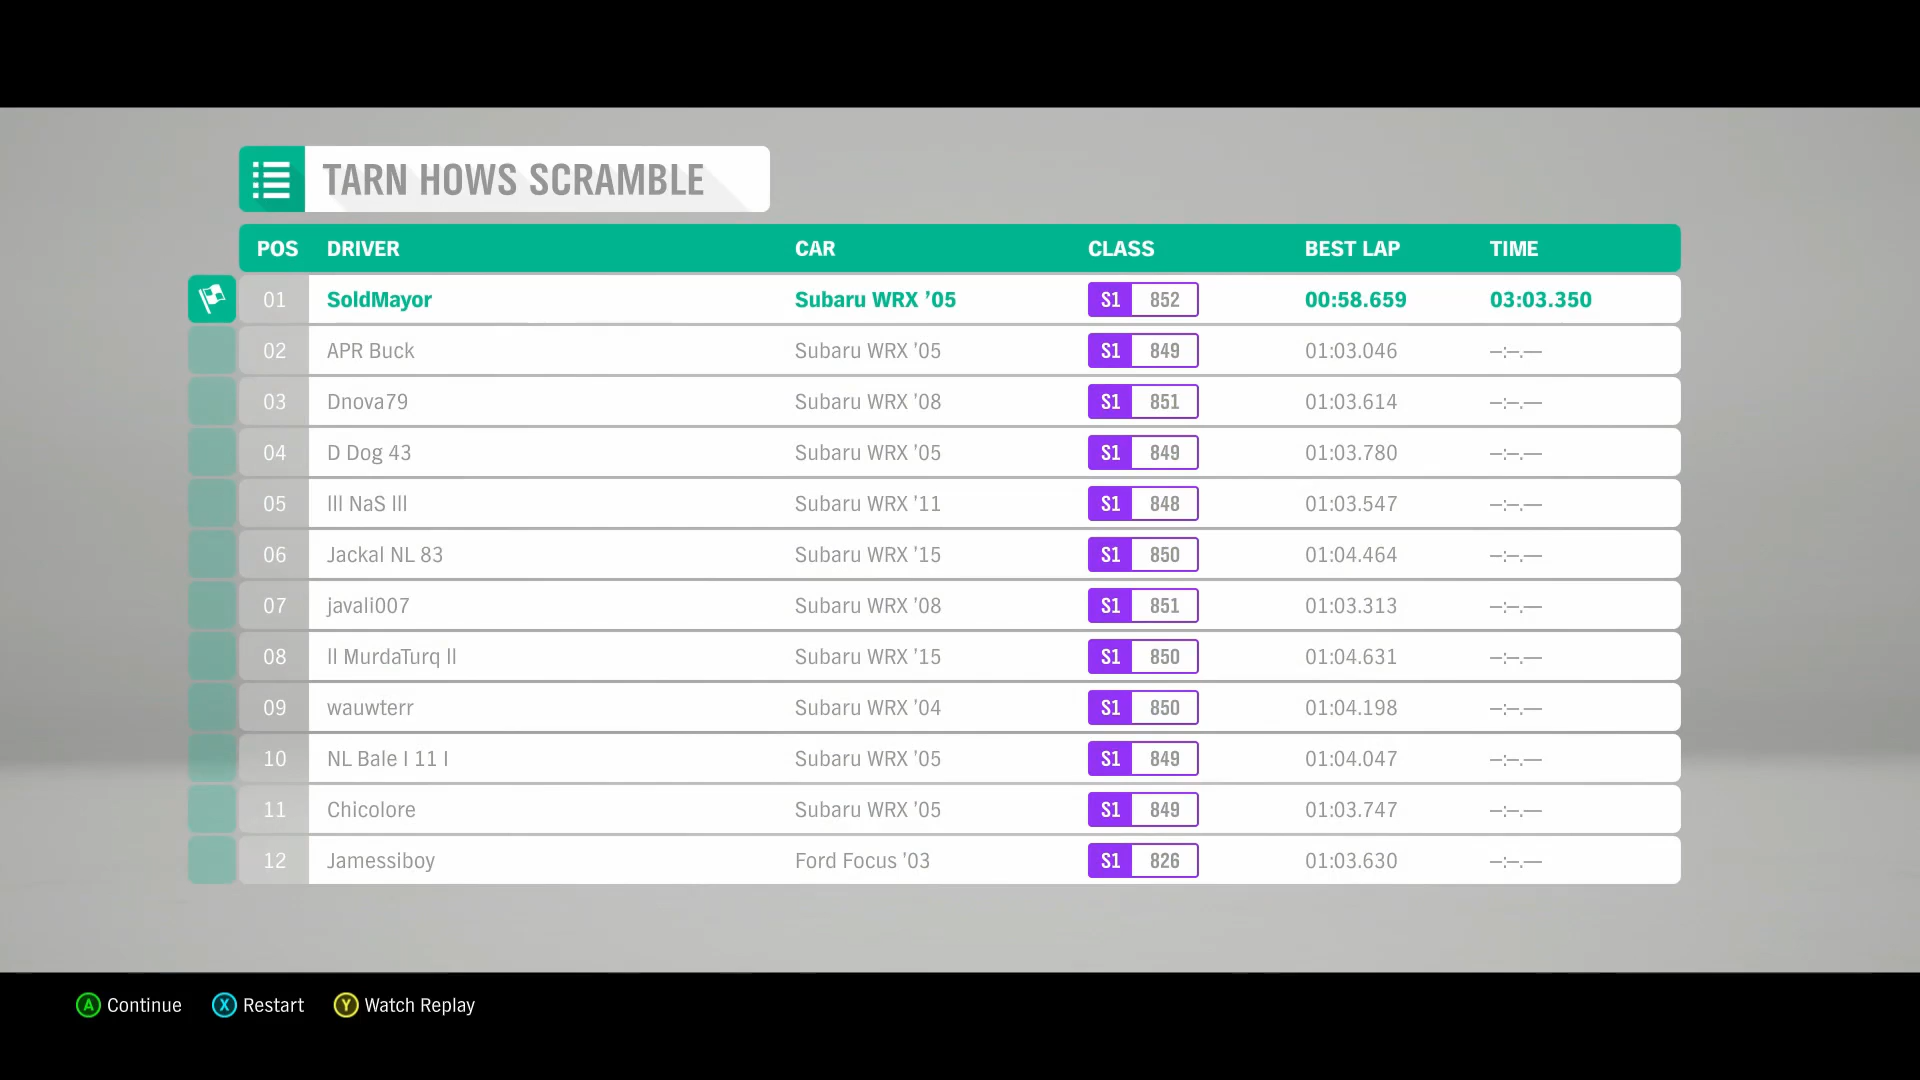 TARN HOWS SCRAMBLE
POS DRIVER CAR CLASS BEST LAP TIME
01 SoldMayor Subaru WRX ’05 S1 852 00:58.659 03:03.350
02 APR Buck Subaru WRX ’05 S1 849 01:03.046 –:–.––
03 Dnova79 Subaru WRX ’08 S1 851 01:03.614 –:–.––
04 D Dog 43 Subaru WRX ’05 S1 849 01:03.780 –:–.––
05 lll NaS lll Subaru WRX ’11 S1 848 01:03.547 –:–.––
06 Jackal NL 83 Subaru WRX ’15 S1 850 01:04.464 –:–.––
07 javali007 Subaru WRX ’08 S1 851 01:03.313 –:–.––
08 ll MurdaTurq ll Subaru WRX ’15 S1 850 01:04.631 –:–.––
09 wauwterr Subaru WRX ’04 S1 850 01:04.198 –:–.––
10 NL Bale l 11 l Subaru WRX ’05 S1 849 01:04.047 –:–.––
11 Chicolore Subaru WRX ’05 S1 849 01:03.747 –:–.––
12 Jamessiboy Ford Focus ’03 S1 826 01:03.630 –:–.––
A Continue X Restart Y Watch Replay